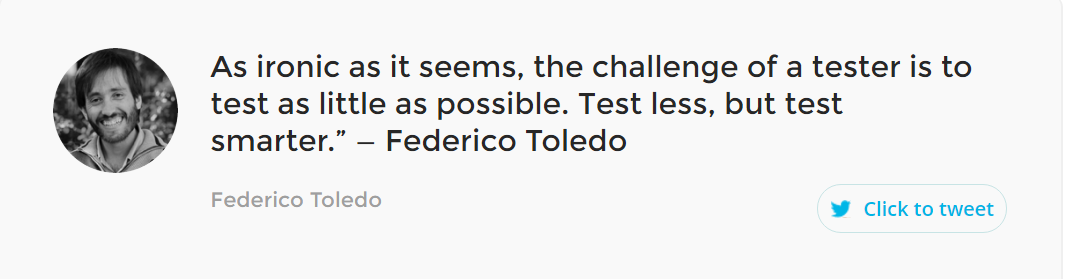 As ironic as it seems, the challenge of a tester is to
test as little as possible. Test less, but test
smarter.” – Federico Toledo
Federico Toledo
Click to tweet